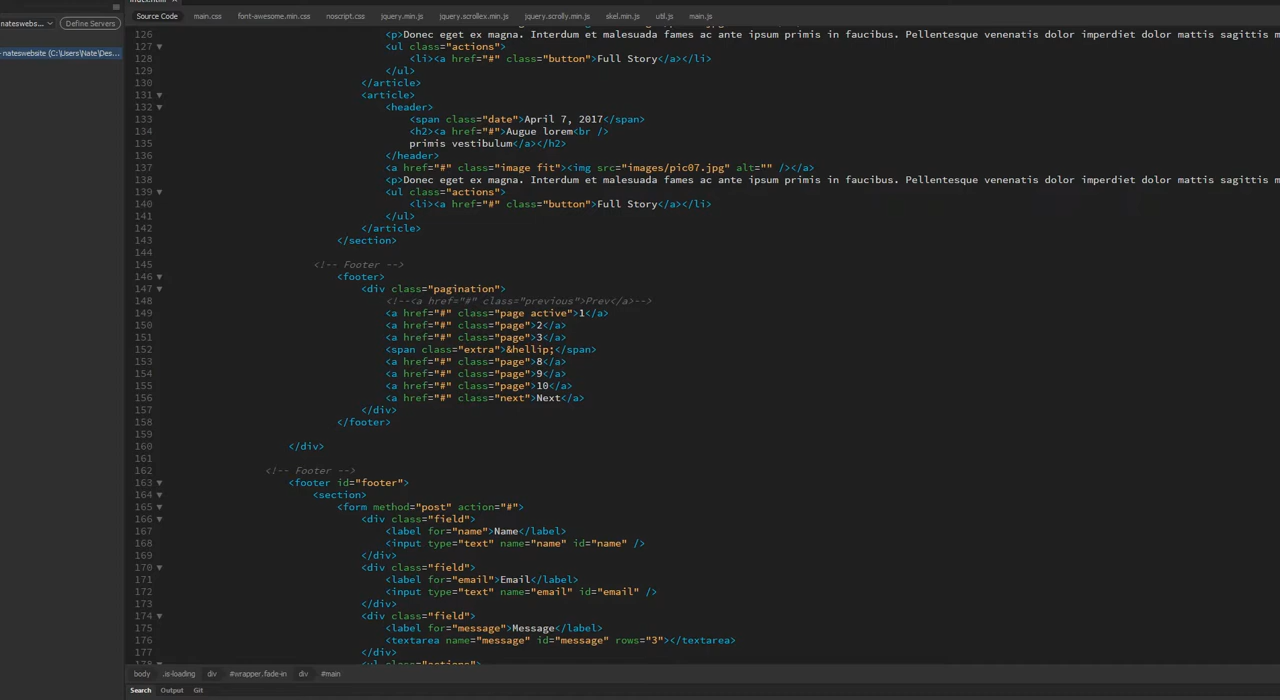 index.html
Source Code main.css font-awesome.min.css noscript.css jquery.min.js jquery.scrollex.min.js jquery.scrolly.min.js skel.min.js util.js main.js
nateswebs... Define Servers
nateswebsite (C:\Users\Nate\Des...
126 <p>Donec eget ex magna. Interdum et malesuada fames ac ante ipsum primis in faucibus. Pellentesque venenatis dolor imperdiet dolor mattis sagittis m
127 <ul class="actions">
128 <li><a href="#" class="button">Full Story</a></li>
129 </ul>
130 </article>
131 <article>
132 <header>
133 <span class="date">April 7, 2017</span>
134 <h2><a href="#">Augue lorem<br />
135 primis vestibulum</a></h2>
136 </header>
137 <a href="#" class="image fit"><img src="images/pic07.jpg" alt="" /></a>
138 <p>Donec eget ex magna. Interdum et malesuada fames ac ante ipsum primis in faucibus. Pellentesque venenatis dolor imperdiet dolor mattis sagittis m
139 <ul class="actions">
140 <li><a href="#" class="button">Full Story</a></li>
141 </ul>
142 </article>
143 </section>
144
145 <!-- Footer -->
146 <footer>
147 <div class="pagination">
148 <!--<a href="#" class="previous">Prev</a>-->
149 <a href="#" class="page active">1</a>
150 <a href="#" class="page">2</a>
151 <a href="#" class="page">3</a>
152 <span class="extra">&hellip;</span>
153 <a href="#" class="page">8</a>
154 <a href="#" class="page">9</a>
155 <a href="#" class="page">10</a>
156 <a href="#" class="next">Next</a>
157 </div>
158 </footer>
159
160 </div>
161
162 <!-- Footer -->
163 <footer id="footer">
164 <section>
165 <form method="post" action="#">
166 <div class="field">
167 <label for="name">Name</label>
168 <input type="text" name="name" id="name" />
169 </div>
170 <div class="field">
171 <label for="email">Email</label>
172 <input type="text" name="email" id="email" />
173 </div>
174 <div class="field">
175 <label for="message">Message</label>
176 <textarea name="message" id="message" rows="3"></textarea>
177 </div>
178 <ul class="actions">
body .is-loading div #wrapper.fade-in div #main
Search Output Git